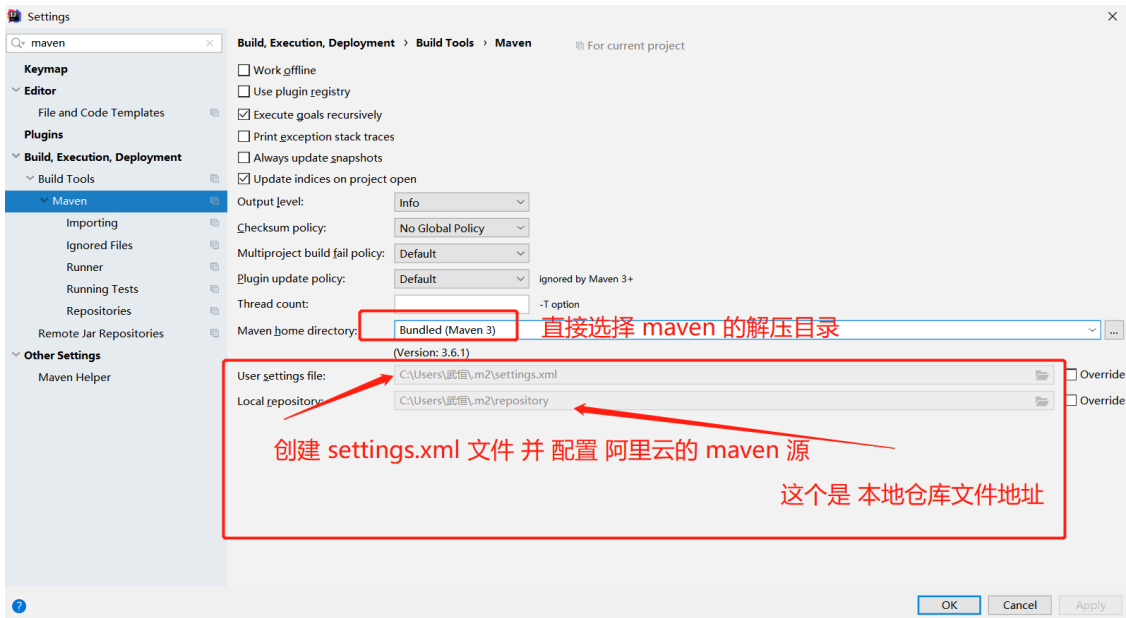 Settings
maven
Build, Execution, Deployment › Build Tools › Maven
For current project
Keymap
Editor
File and Code Templates
Plugins
Build, Execution, Deployment
Build Tools
Maven
Importing
Ignored Files
Runner
Running Tests
Repositories
Remote Jar Repositories
Other Settings
Maven Helper
Work offline
Use plugin registry
Execute goals recursively
Print exception stack traces
Always update snapshots
Update indices on project open
Output level: Info
Checksum policy: No Global Policy
Multiproject build fail policy: Default
Plugin update policy: Default ignored by Maven 3+
Thread count: -T option
Maven home directory: Bundled (Maven 3) 直接选择 maven 的解压目录 ...
(Version: 3.6.1)
User settings file: C:\Users\武恒\.m2\settings.xml Override
Local repository: C:\Users\武恒\.m2\repository Override
创建 settings.xml 文件 并 配置 阿里云的 maven 源
这个是 本地仓库文件地址
? OK Cancel Apply